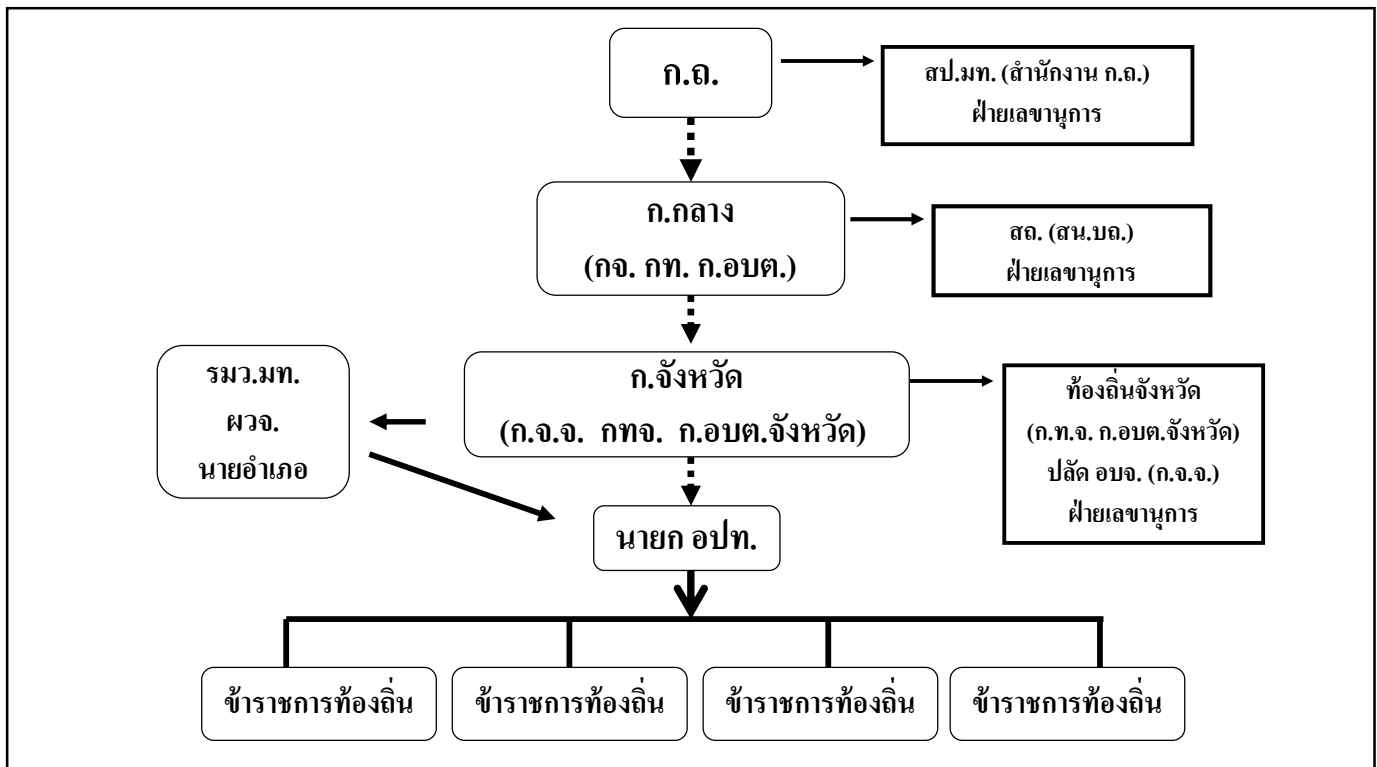 ก.ถ.
สป.มท. (สำนักงาน ก.ถ.)
ฝ่ายเลขานุการ
ก.กลาง
(กจ. กท. ก.อบต.)
สถ. (สน.บถ.)
ฝ่ายเลขานุการ
รมว.มท.
ผวจ.
นายอำเภอ
ก.จังหวัด
(ก.จ.จ. กทจ. ก.อบต.จังหวัด)
ท้องถิ่นจังหวัด
(ก.ท.จ. ก.อบต.จังหวัด)
ปลัด อบจ. (ก.จ.จ.)
ฝ่ายเลขานุการ
นายก อปท.
ข้าราชการท้องถิ่น
ข้าราชการท้องถิ่น
ข้าราชการท้องถิ่น
ข้าราชการท้องถิ่น